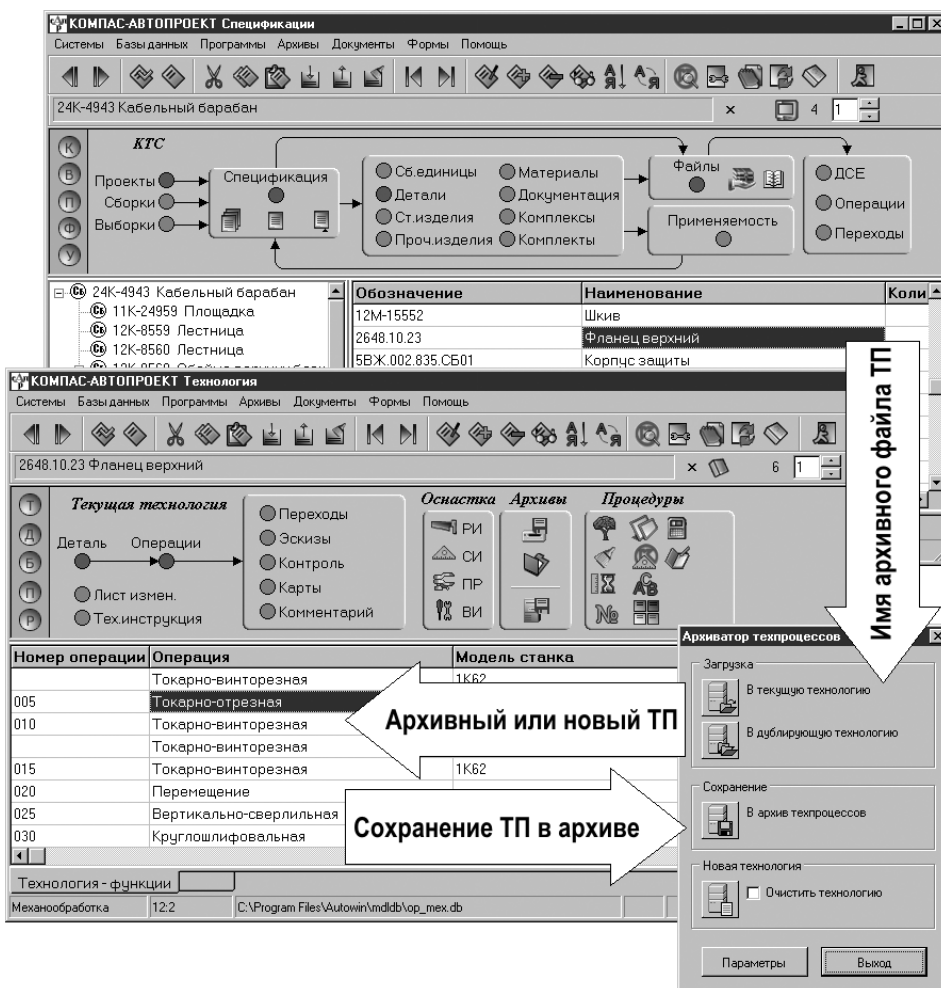 КОМПАС-АВТОПРОЕКТ Спецификации
Системы Базы данных Программы Архивы Документы Формы Помощь
24К-4943 Кабельный барабан × 4 1
К
В
П
Ф
У
КТС
Проекты
Сборки
Выборки
Спецификация
Сб.единицы Материалы
Детали Документация
Ст.изделия Комплексы
Проч.изделия Комплекты
Файлы
Применяемость
ДСЕ
Операции
Переходы
24К-4943 Кабельный барабан
11К-24959 Площадка
12К-8559 Лестница
12К-8560 Лестница
Обозначение Наименование Коли
12М-15552 Шкив
2648.10.23 Фланец верхний
5ВЖ.002.835.СБ01 Корпус защиты
Имя архивного файла ТП
КОМПАС-АВТОПРОЕКТ Технология
Системы Базы данных Программы Архивы Документы Формы Помощь
2648.10.23 Фланец верхний × 6 1
Т
Д
Б
П
Р
Текущая технология
Деталь Операции
Лист измен.
Тех.инструкция
Переходы
Эскизы
Контроль
Карты
Комментарий
Оснастка Архивы Процедуры
РИ
СИ
ПР
ВИ
Номер операции Операция Модель станка
Токарно-винторезная 1К62
005 Токарно-отрезная
010 Токарно-винторезная
Токарно-винторезная
015 Токарно-винторезная 1К62
020 Перемещение
025 Вертикально-сверлильная
030 Круглошлифовальная
Архивный или новый ТП
Сохранение ТП в архиве
Технология - функции
Механообработка 12:2 C:\Program Files\Autowin\mdldb\op_mex.db
Архиватор техпроцессов
Загрузка
В текущую технологию
В дублирующую технологию
Сохранение
В архив техпроцессов
Новая технология
Очистить технологию
Параметры Выход